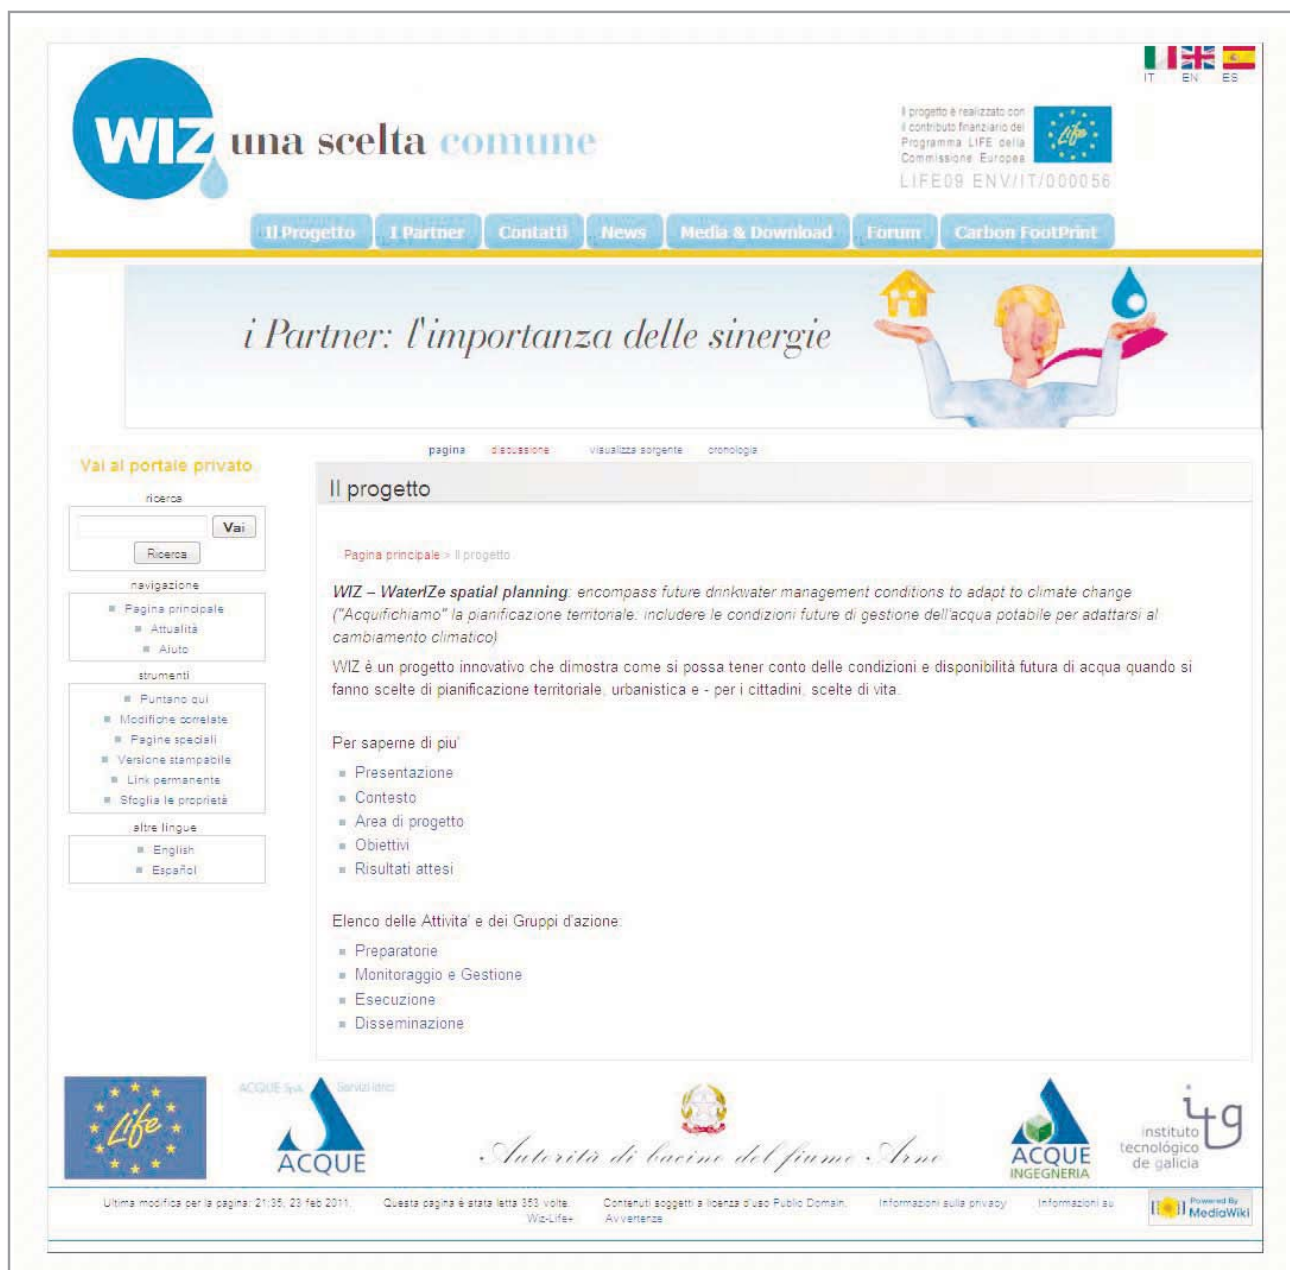 IT EN ES
WIZ una scelta comune
Il progetto è realizzato con
il contributo finanziario del
Programma LIFE della
Commissione Europea
Life
LIFE09 ENV/IT/000056
Il Progetto I Partner Contatti News Media & Download Forum Carbon FootPrint
i Partner: l'importanza delle sinergie
pagina discussione visualizza sorgente cronologia
Vai al portale privato
ricerca
Vai
Ricerca
navigazione
Pagina principale
Attualità
Aiuto
strumenti
Puntano qui
Modifiche correlate
Pagine speciali
Versione stampabile
Link permanente
Sfoglia le proprietà
altre lingue
English
Español
Il progetto
Pagina principale > Il progetto
WIZ – WaterIZe spatial planning: encompass future drinkwater management conditions to adapt to climate change
("Acquifichiamo" la pianificazione territoriale: includere le condizioni future di gestione dell'acqua potabile per adattarsi al
cambiamento climatico)
WIZ è un progetto innovativo che dimostra come si possa tener conto delle condizioni e disponibilità futura di acqua quando si
fanno scelte di pianificazione territoriale, urbanistica e - per i cittadini, scelte di vita.
Per saperne di piu'
Presentazione
Contesto
Area di progetto
Obiettivi
Risultati attesi
Elenco delle Attivita' e dei Gruppi d'azione:
Preparatorie
Monitoraggio e Gestione
Esecuzione
Disseminazione
Life
ACQUE SpA Servizi Idrici
ACQUE
Autorità di bacino del fiume Arno
ACQUE
INGEGNERIA
itg
instituto
tecnológico
de galicia
Ultima modifica per la pagina: 21:35, 23 feb 2011. Questa pagina è stata letta 353 volte. Contenuti soggetti a licenza d'uso Public Domain. Informazioni sulla privacy Informazioni su
Wiz-Life+ Avvertenze
Powered By
MediaWiki